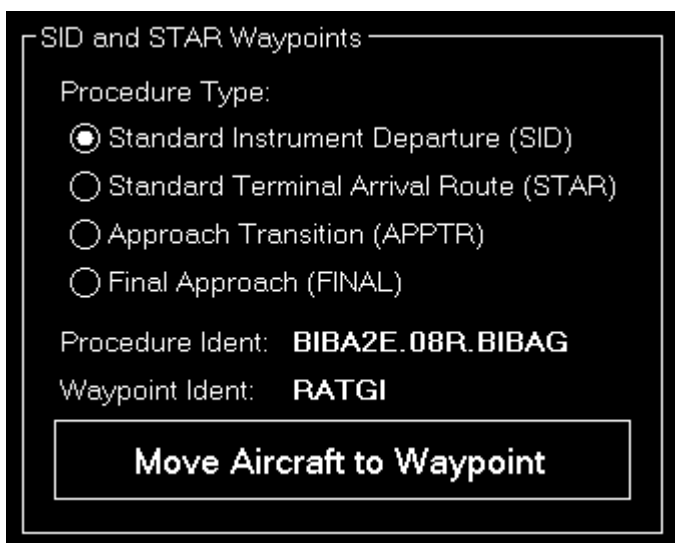 SID and STAR Waypoints
Procedure Type:
Standard Instrument Departure (SID)
Standard Terminal Arrival Route (STAR)
Approach Transition (APPTR)
Final Approach (FINAL)
Procedure Ident: BIBA2E.08R.BIBAG
Waypoint Ident: RATGI
Move Aircraft to Waypoint